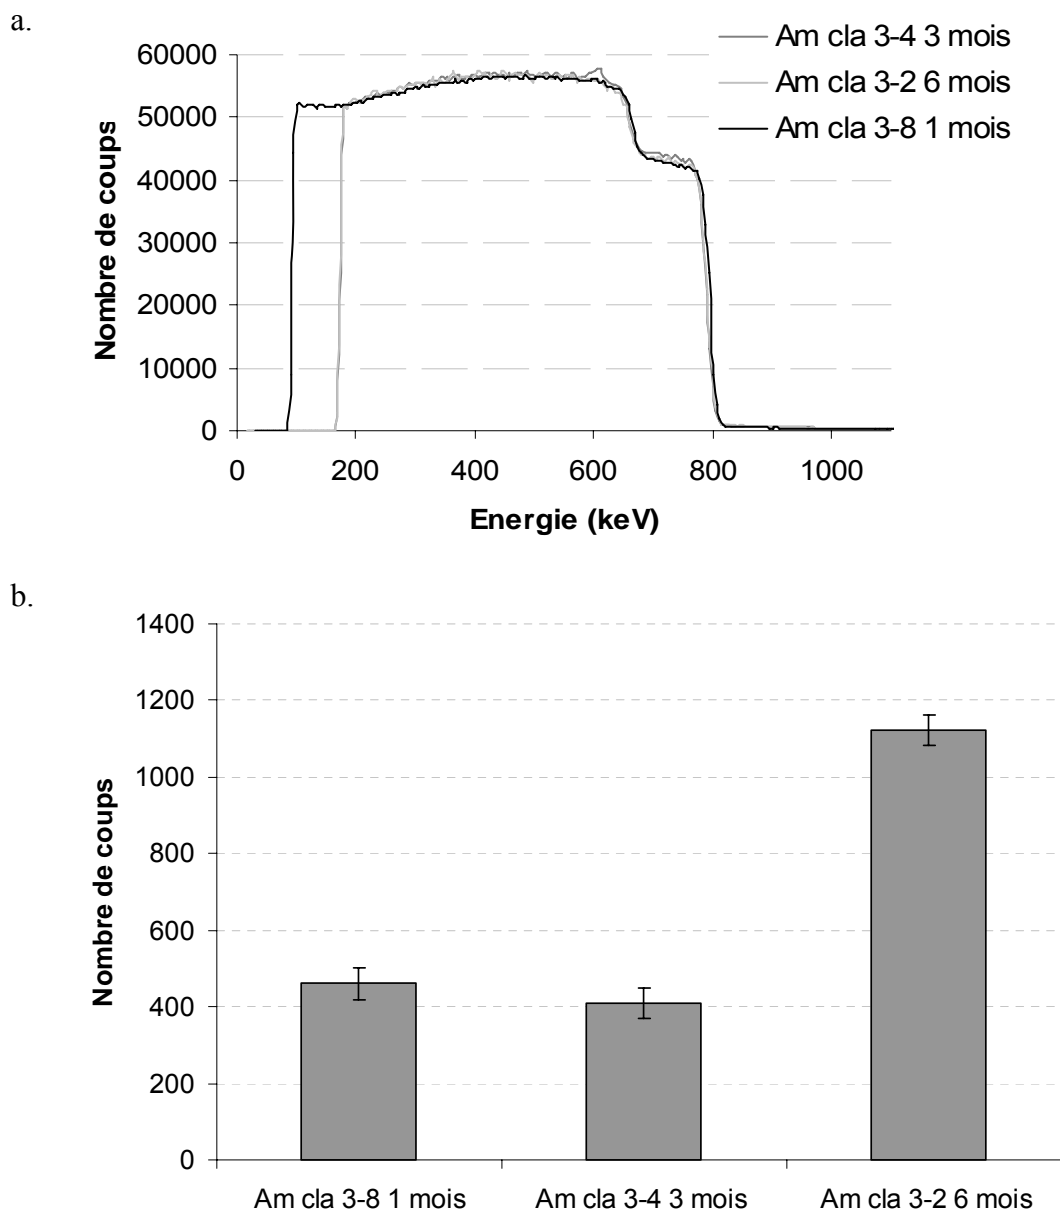 a.
Am cla 3-4 3 mois
Am cla 3-2 6 mois
Am cla 3-8 1 mois
60000
50000
40000
30000
20000
10000
0
Nombre de coups
0 200 400 600 800 1000
Energie (keV)
b.
1400
1200
1000
800
600
400
200
0
Nombre de coups
Am cla 3-8 1 mois Am cla 3-4 3 mois Am cla 3-2 6 mois